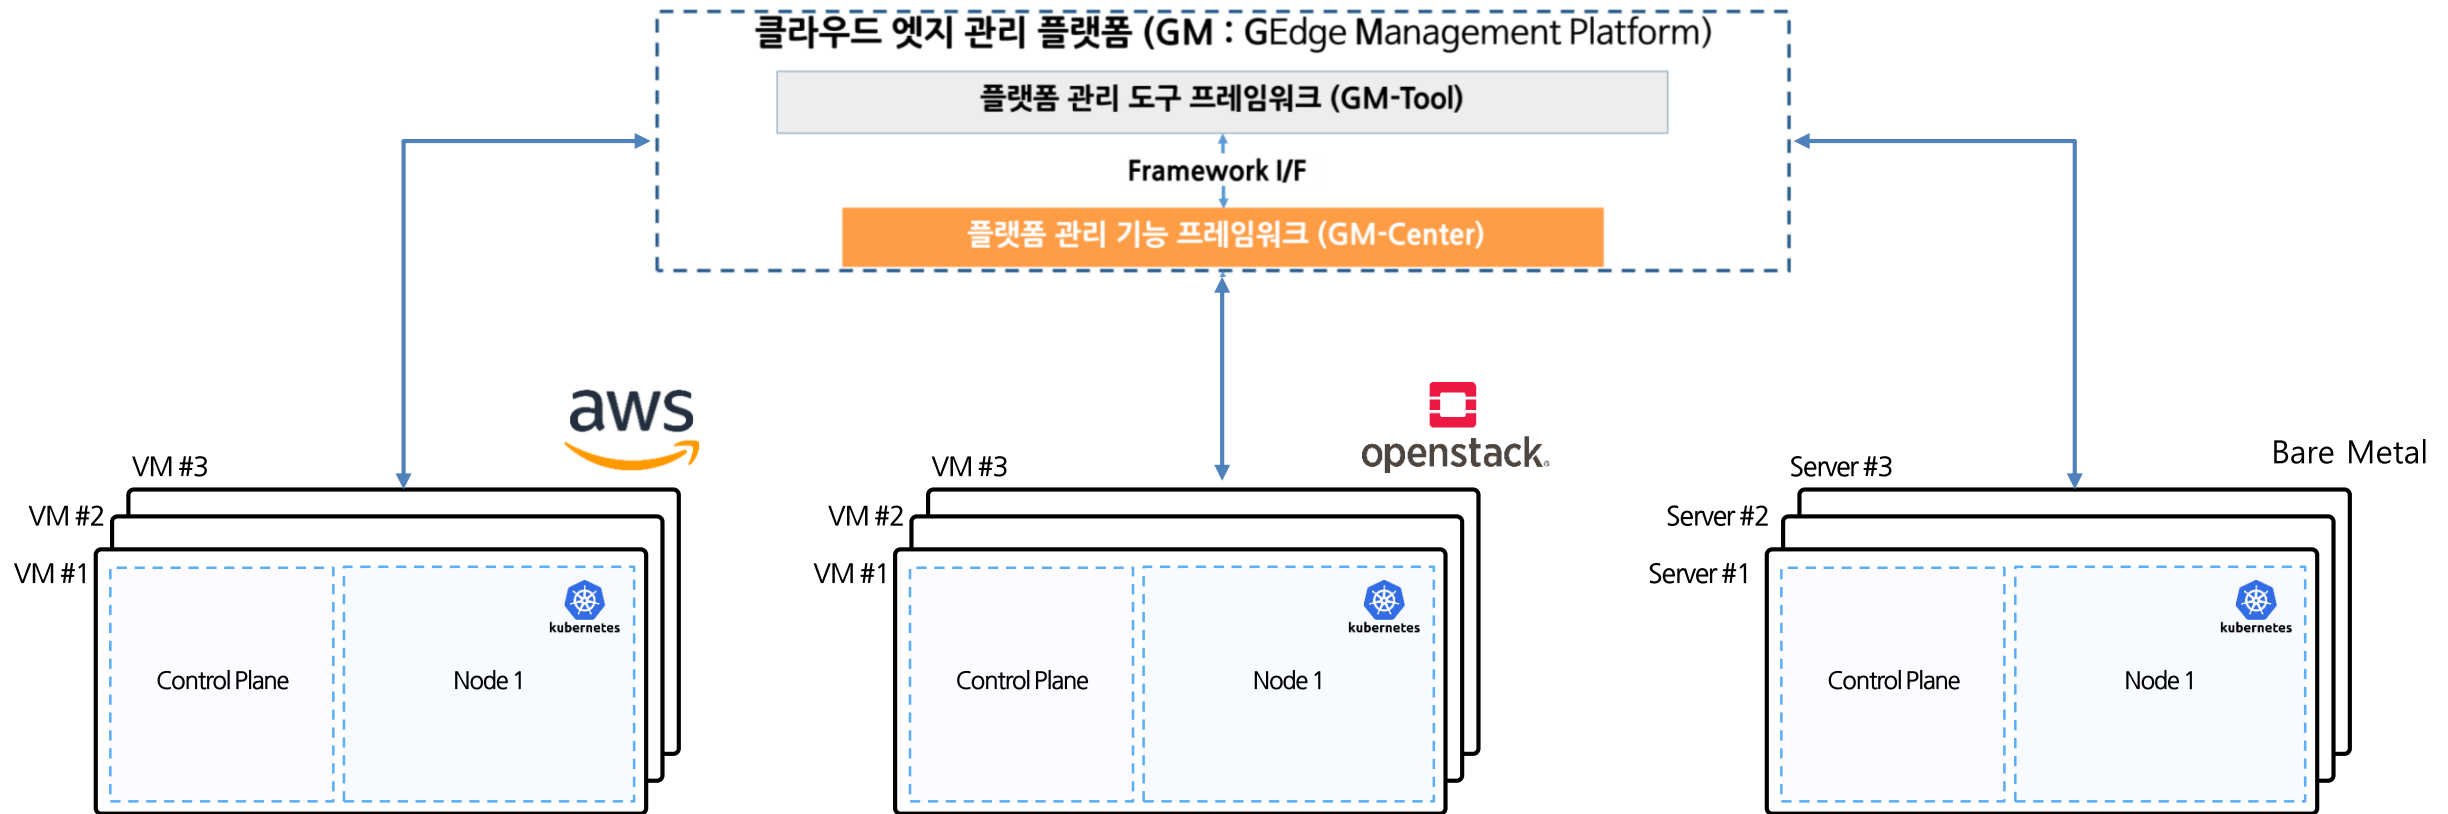 클라우드 엣지 관리 플랫폼 (GM : GEdge Management Platform)
플랫폼 관리 도구 프레임워크 (GM-Tool)
Framework I/F
플랫폼 관리 기능 프레임워크 (GM-Center)
aws
VM #3
VM #2
VM #1
Control Plane
Node 1
kubernetes
openstack.
VM #3
VM #2
VM #1
Control Plane
Node 1
kubernetes
Bare Metal
Server #3
Server #2
Server #1
Control Plane
Node 1
kubernetes